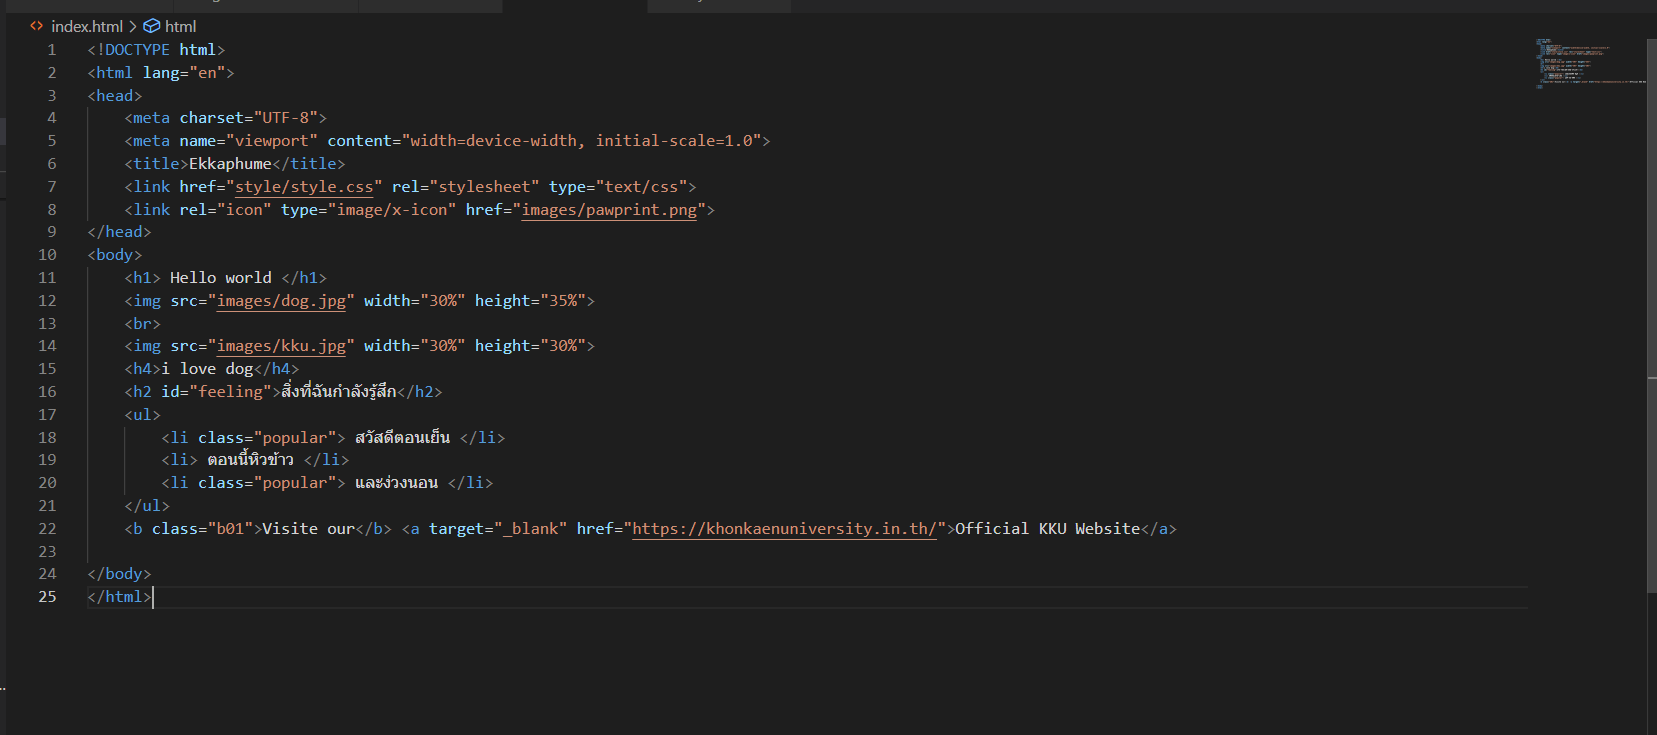 index.html > html
1 <!DOCTYPE html>
2 <html lang="en">
3 <head>
4     <meta charset="UTF-8">
5     <meta name="viewport" content="width=device-width, initial-scale=1.0">
6     <title>Ekkaphume</title>
7     <link href="style/style.css" rel="stylesheet" type="text/css">
8     <link rel="icon" type="image/x-icon" href="images/pawprint.png">
9 </head>
10 <body>
11     <h1> Hello world </h1>
12     <img src="images/dog.jpg" width="30%" height="35%">
13     <br>
14     <img src="images/kku.jpg" width="30%" height="30%">
15     <h4>i love dog</h4>
16     <h2 id="feeling">สิ่งที่ฉันกำลังรู้สึก</h2>
17     <ul>
18         <li class="popular"> สวัสดีตอนเย็น </li>
19         <li> ตอนนี้หิวข้าว </li>
20         <li class="popular"> และง่วงนอน </li>
21     </ul>
22     <b class="b01">Visite our</b> <a target="_blank" href="https://khonkaenuniversity.in.th/">Official KKU Website</a>
23
24 </body>
25 </html>